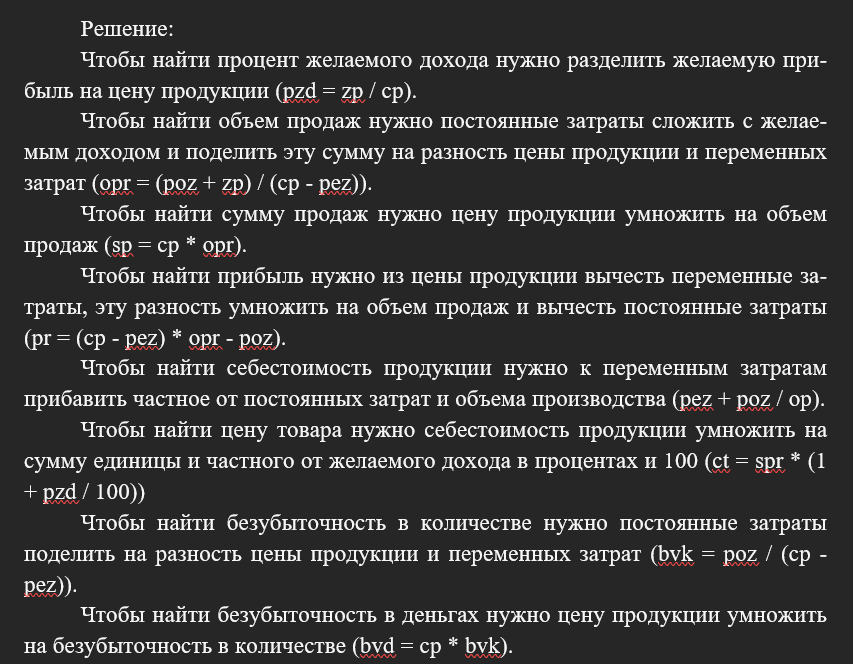 Решение:
Чтобы найти процент желаемого дохода нужно разделить желаемую при-
быль на цену продукции (pzd = zp / cp).
Чтобы найти объем продаж нужно постоянные затраты сложить с желае-
мым доходом и поделить эту сумму на разность цены продукции и переменных
затрат (opr = (poz + zp) / (cp - pez)).
Чтобы найти сумму продаж нужно цену продукции умножить на объем
продаж (sp = cp * opr).
Чтобы найти прибыль нужно из цены продукции вычесть переменные за-
траты, эту разность умножить на объем продаж и вычесть постоянные затраты
(pr = (cp - pez) * opr - poz).
Чтобы найти себестоимость продукции нужно к переменным затратам
прибавить частное от постоянных затрат и объема производства (pez + poz / op).
Чтобы найти цену товара нужно себестоимость продукции умножить на
сумму единицы и частного от желаемого дохода в процентах и 100 (ct = spr * (1
+ pzd / 100))
Чтобы найти безубыточность в количестве нужно постоянные затраты
поделить на разность цены продукции и переменных затрат (bvk = poz / (cp -
pez)).
Чтобы найти безубыточность в деньгах нужно цену продукции умножить
на безубыточность в количестве (bvd = cp * bvk).